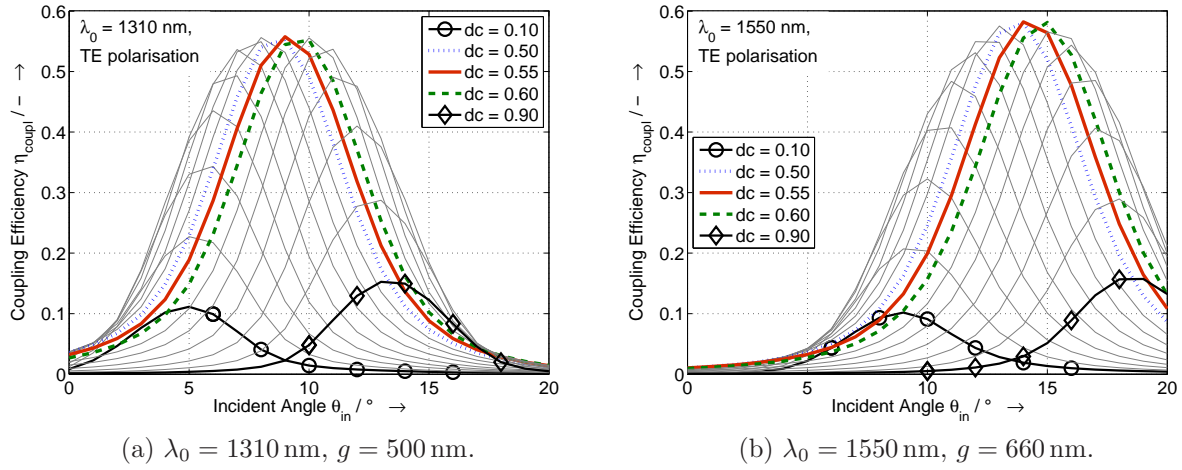 λ₀ = 1310 nm,
TE polarisation
dc = 0.10
dc = 0.50
dc = 0.55
dc = 0.60
dc = 0.90
Coupling Efficiency η_coupl / − →
0.6
0.5
0.4
0.3
0.2
0.1
0
0 5 10 15 20
Incident Angle θ_in / ° →
(a) λ₀ = 1310 nm, g = 500 nm.
λ₀ = 1550 nm,
TE polarisation
dc = 0.10
dc = 0.50
dc = 0.55
dc = 0.60
dc = 0.90
Coupling Efficiency η_coupl / − →
0.6
0.5
0.4
0.3
0.2
0.1
0
0 5 10 15 20
Incident Angle θ_in / ° →
(b) λ₀ = 1550 nm, g = 660 nm.